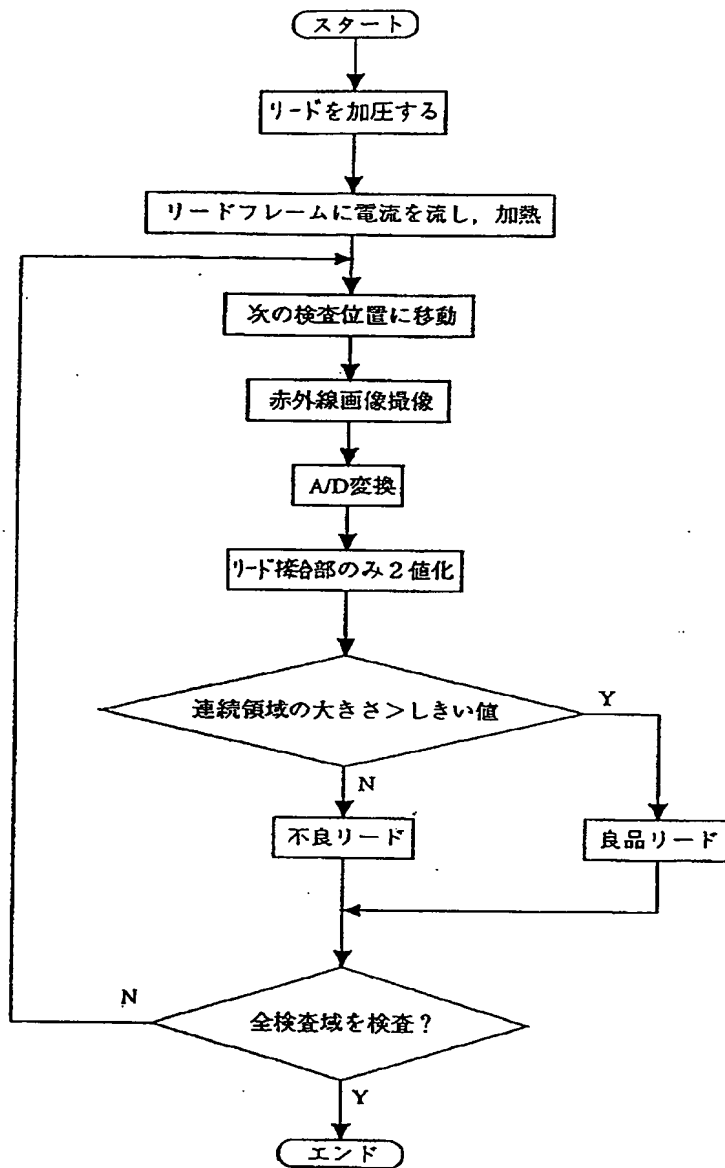 スタート
リードを加圧する
リードフレームに電流を流し，加熱
次の検査位置に移動
赤外線画像撮像
A/D変換
リード接合部のみ２値化
連続領域の大きさ＞しきい値
Y
N
不良リード
良品リード
N
全検査域を検査？
Y
エンド